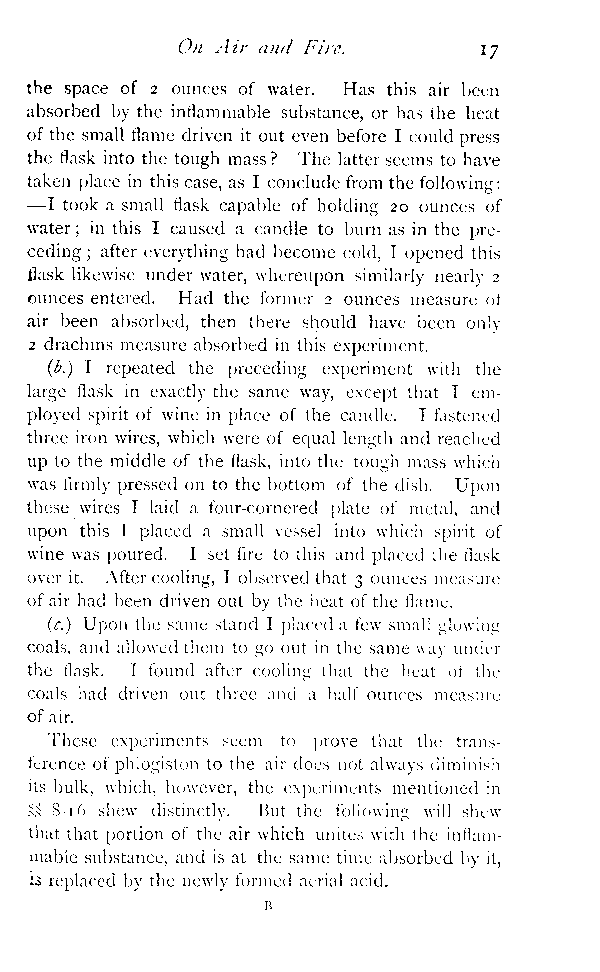 On Air and Fire. 17
the space of 2 ounces of water. Has this air been
absorbed by the inflammable substance, or has the heat
of the small flame driven it out even before I could press
the flask into the tough mass? The latter seems to have
taken place in this case, as I conclude from the following:
—I took a small flask capable of holding 20 ounces of
water; in this I caused a candle to burn as in the pre-
ceding; after everything had become cold, I opened this
flask likewise under water, whereupon similarly nearly 2
ounces entered. Had the former 2 ounces measure of
air been absorbed, then there should have been only
2 drachms measure absorbed in this experiment.
(b.) I repeated the preceding experiment with the
large flask in exactly the same way, except that I em-
ployed spirit of wine in place of the candle. I fastened
three iron wires, which were of equal length and reached
up to the middle of the flask, into the tough mass which
was firmly pressed on to the bottom of the dish. Upon
these wires I laid a four-cornered plate of metal, and
upon this I placed a small vessel into which spirit of
wine was poured. I set fire to this and placed the flask
over it. After cooling, I observed that 3 ounces measure
of air had been driven out by the heat of the flame.
(c.) Upon the same stand I placed a few small glowing
coals, and allowed them to go out in the same way under
the flask. I found after cooling that the heat of the
coals had driven out three and a half ounces measure
of air.
These experiments seem to prove that the trans-
ference of phlogiston to the air does not always diminish
its bulk, which, however, the experiments mentioned in
§§ 8-16 shew distinctly. But the following will shew
that that portion of the air which unites with the inflam-
mable substance, and is at the same time absorbed by it,
is replaced by the newly formed aerial acid.
B